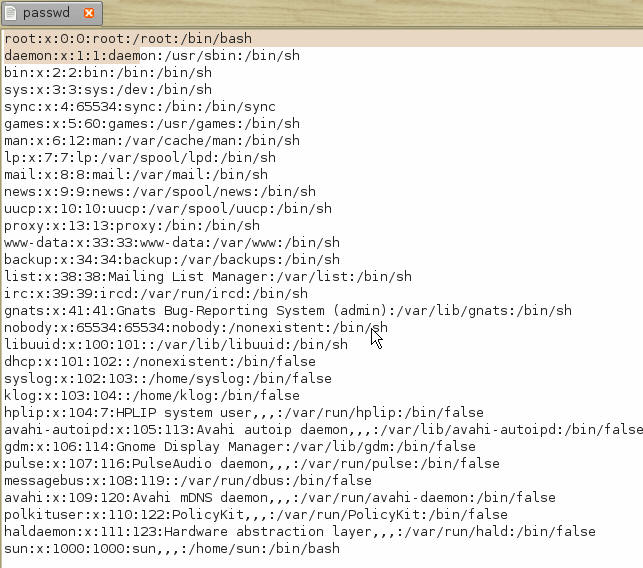 passwd
root:x:0:0:root:/root:/bin/bash
daemon:x:1:1:daemon:/usr/sbin:/bin/sh
bin:x:2:2:bin:/bin:/bin/sh
sys:x:3:3:sys:/dev:/bin/sh
sync:x:4:65534:sync:/bin:/bin/sync
games:x:5:60:games:/usr/games:/bin/sh
man:x:6:12:man:/var/cache/man:/bin/sh
lp:x:7:7:lp:/var/spool/lpd:/bin/sh
mail:x:8:8:mail:/var/mail:/bin/sh
news:x:9:9:news:/var/spool/news:/bin/sh
uucp:x:10:10:uucp:/var/spool/uucp:/bin/sh
proxy:x:13:13:proxy:/bin:/bin/sh
www-data:x:33:33:www-data:/var/www:/bin/sh
backup:x:34:34:backup:/var/backups:/bin/sh
list:x:38:38:Mailing List Manager:/var/list:/bin/sh
irc:x:39:39:ircd:/var/run/ircd:/bin/sh
gnats:x:41:41:Gnats Bug-Reporting System (admin):/var/lib/gnats:/bin/sh
nobody:x:65534:65534:nobody:/nonexistent:/bin/sh
libuuid:x:100:101::/var/lib/libuuid:/bin/sh
dhcp:x:101:102::/nonexistent:/bin/false
syslog:x:102:103::/home/syslog:/bin/false
klog:x:103:104::/home/klog:/bin/false
hplip:x:104:7:HPLIP system user,,,:/var/run/hplip:/bin/false
avahi-autoipd:x:105:113:Avahi autoip daemon,,,:/var/lib/avahi-autoipd:/bin/false
gdm:x:106:114:Gnome Display Manager:/var/lib/gdm:/bin/false
pulse:x:107:116:PulseAudio daemon,,,:/var/run/pulse:/bin/false
messagebus:x:108:119::/var/run/dbus:/bin/false
avahi:x:109:120:Avahi mDNS daemon,,,:/var/run/avahi-daemon:/bin/false
polkituser:x:110:122:PolicyKit,,,:/var/run/PolicyKit:/bin/false
haldaemon:x:111:123:Hardware abstraction layer,,,:/var/run/hald:/bin/false
sun:x:1000:1000:sun,,,:/home/sun:/bin/bash